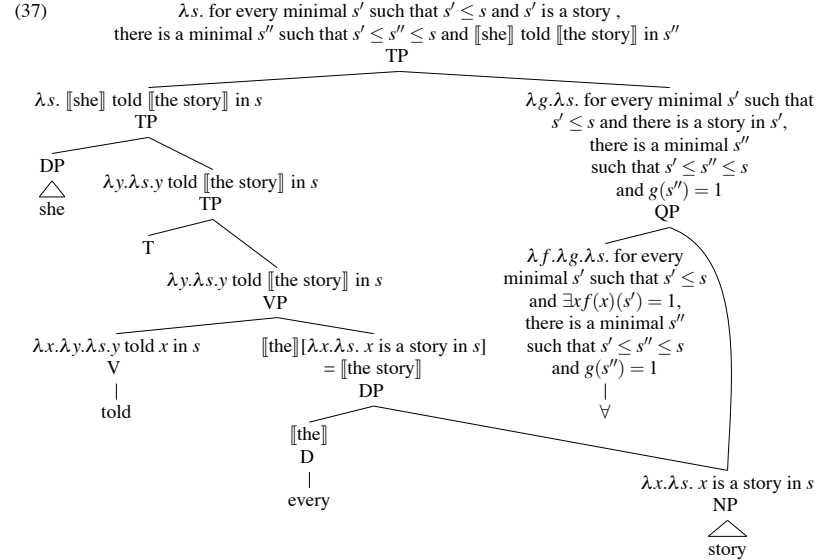 (37) λs. for every minimal s′ such that s′ ≤ s and s′ is a story ,
there is a minimal s″ such that s′ ≤ s″ ≤ s and ⟦she⟧ told ⟦the story⟧ in s″
TP
λs. ⟦she⟧ told ⟦the story⟧ in s
TP
DP
she
λy.λs.y told ⟦the story⟧ in s
TP
T
λy.λs.y told ⟦the story⟧ in s
VP
λx.λy.λs.y told x in s
V
told
⟦the⟧[λx.λs. x is a story in s]
= ⟦the story⟧
DP
⟦the⟧
D
every
λg.λs. for every minimal s′ such that
s′ ≤ s and there is a story in s′,
there is a minimal s″
such that s′ ≤ s″ ≤ s
and g(s″) = 1
QP
λf.λg.λs. for every
minimal s′ such that s′ ≤ s
and ∃xf(x)(s′) = 1,
there is a minimal s″
such that s′ ≤ s″ ≤ s
and g(s″) = 1
∀
λx.λs. x is a story in s
NP
story